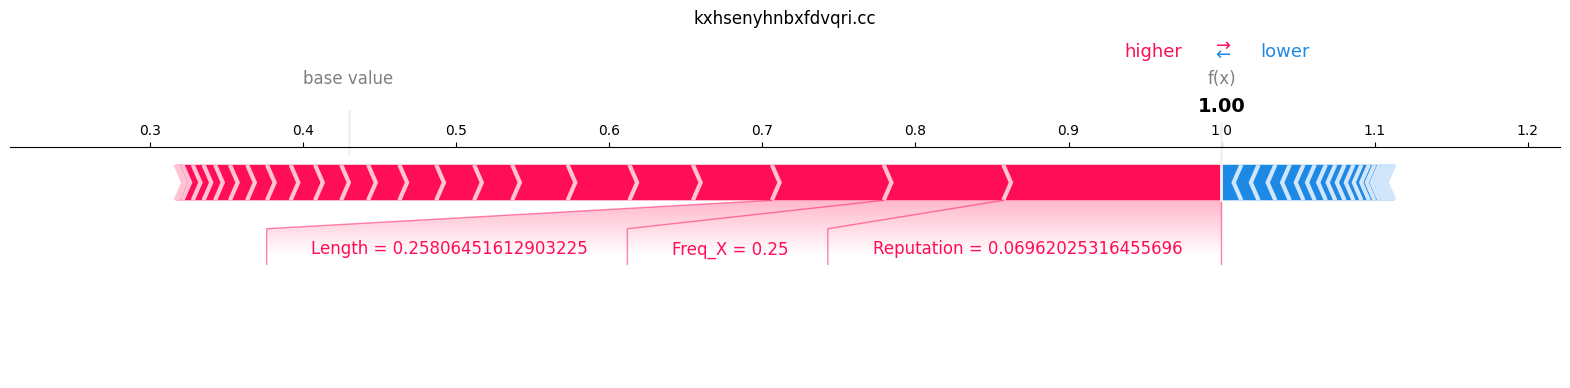 kxhsenyhnbxfdvqri.cc
higher ⇄ lower
base value f(x)
1.00
0.3 0.4 0.5 0.6 0.7 0.8 0.9 1.0 1.1 1.2
Length = 0.25806451612903225 Freq_X = 0.25 Reputation = 0.06962025316455696